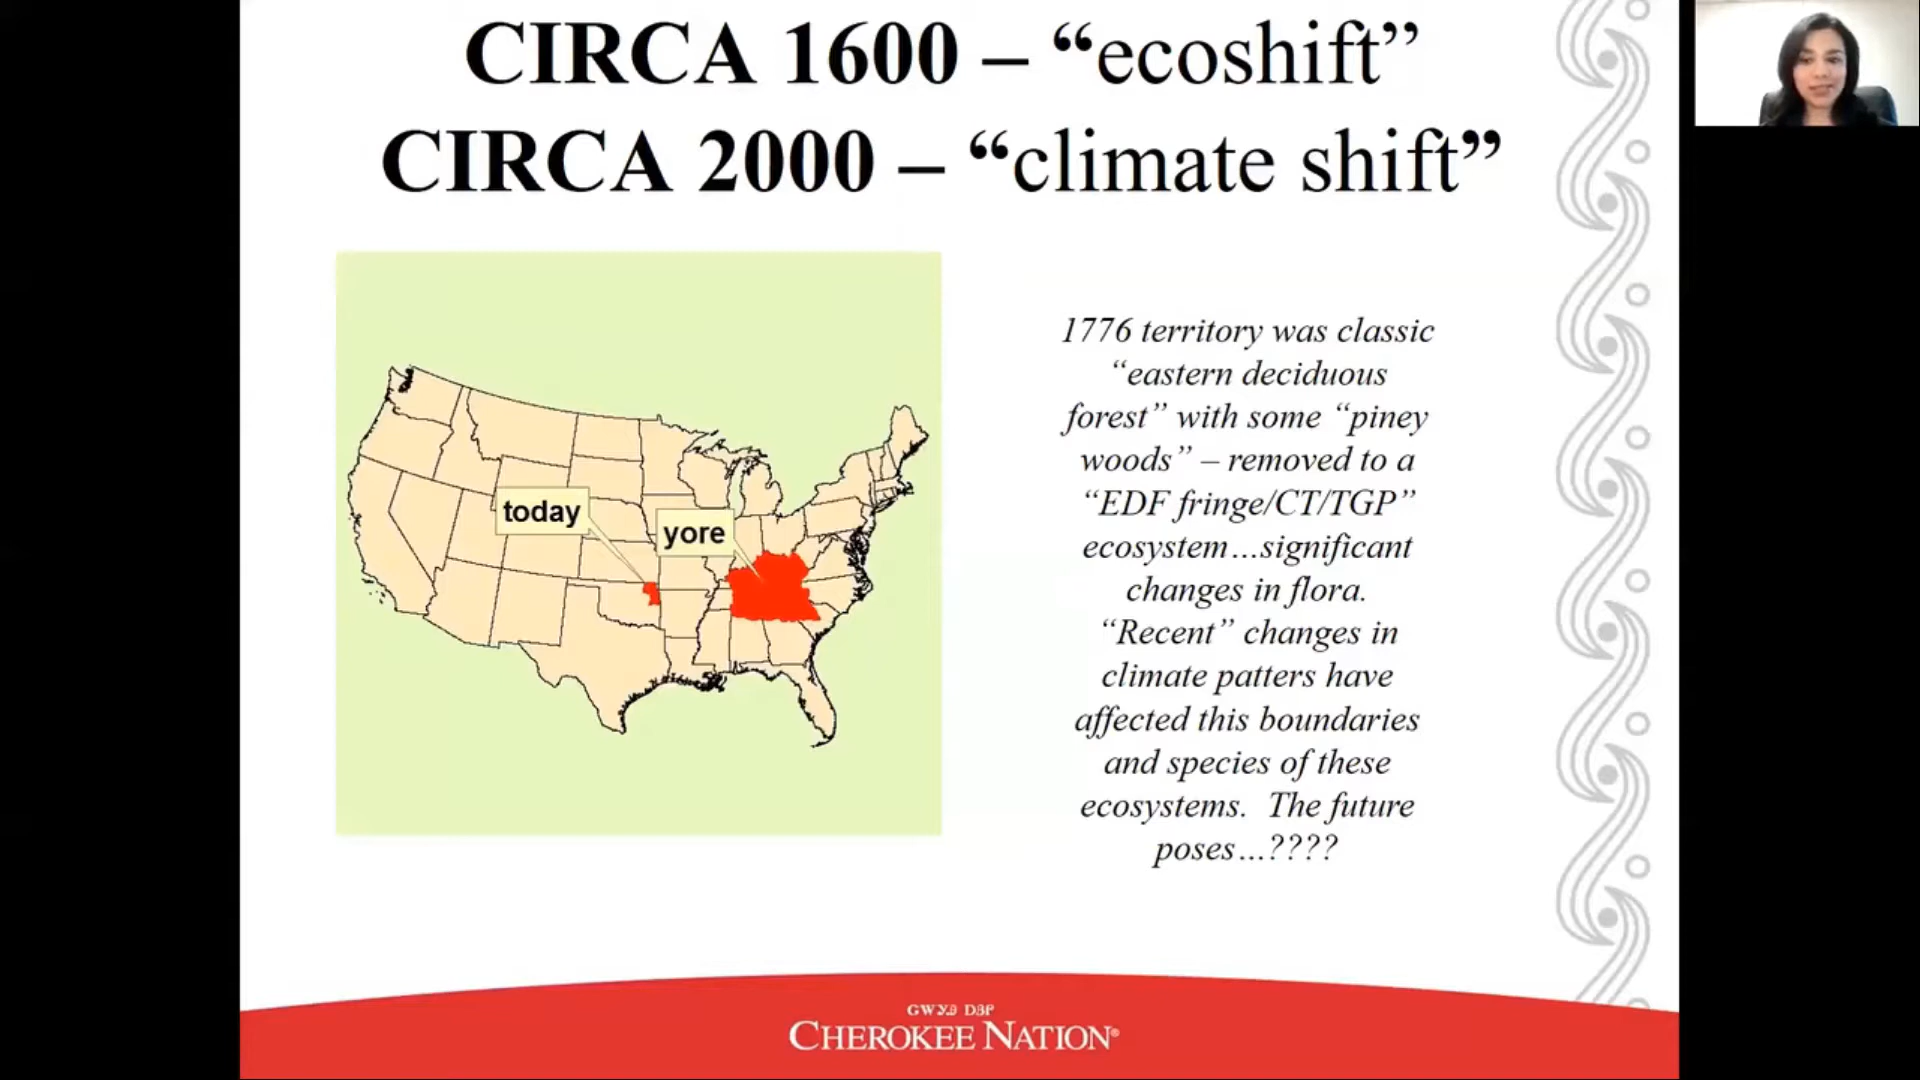 CIRCA 1600 – “ecoshift”
CIRCA 2000 – “climate shift”
today
yore
1776 territory was classic
“eastern deciduous
forest” with some “piney
woods” – removed to a
“EDF fringe/CT/TGP”
ecosystem…significant
changes in flora.
“Recent” changes in
climate patters have
affected this boundaries
and species of these
ecosystems.  The future
poses…????
ᏣᎳᎩᎯ ᎠᏰᎵ
CHEROKEE NATION®